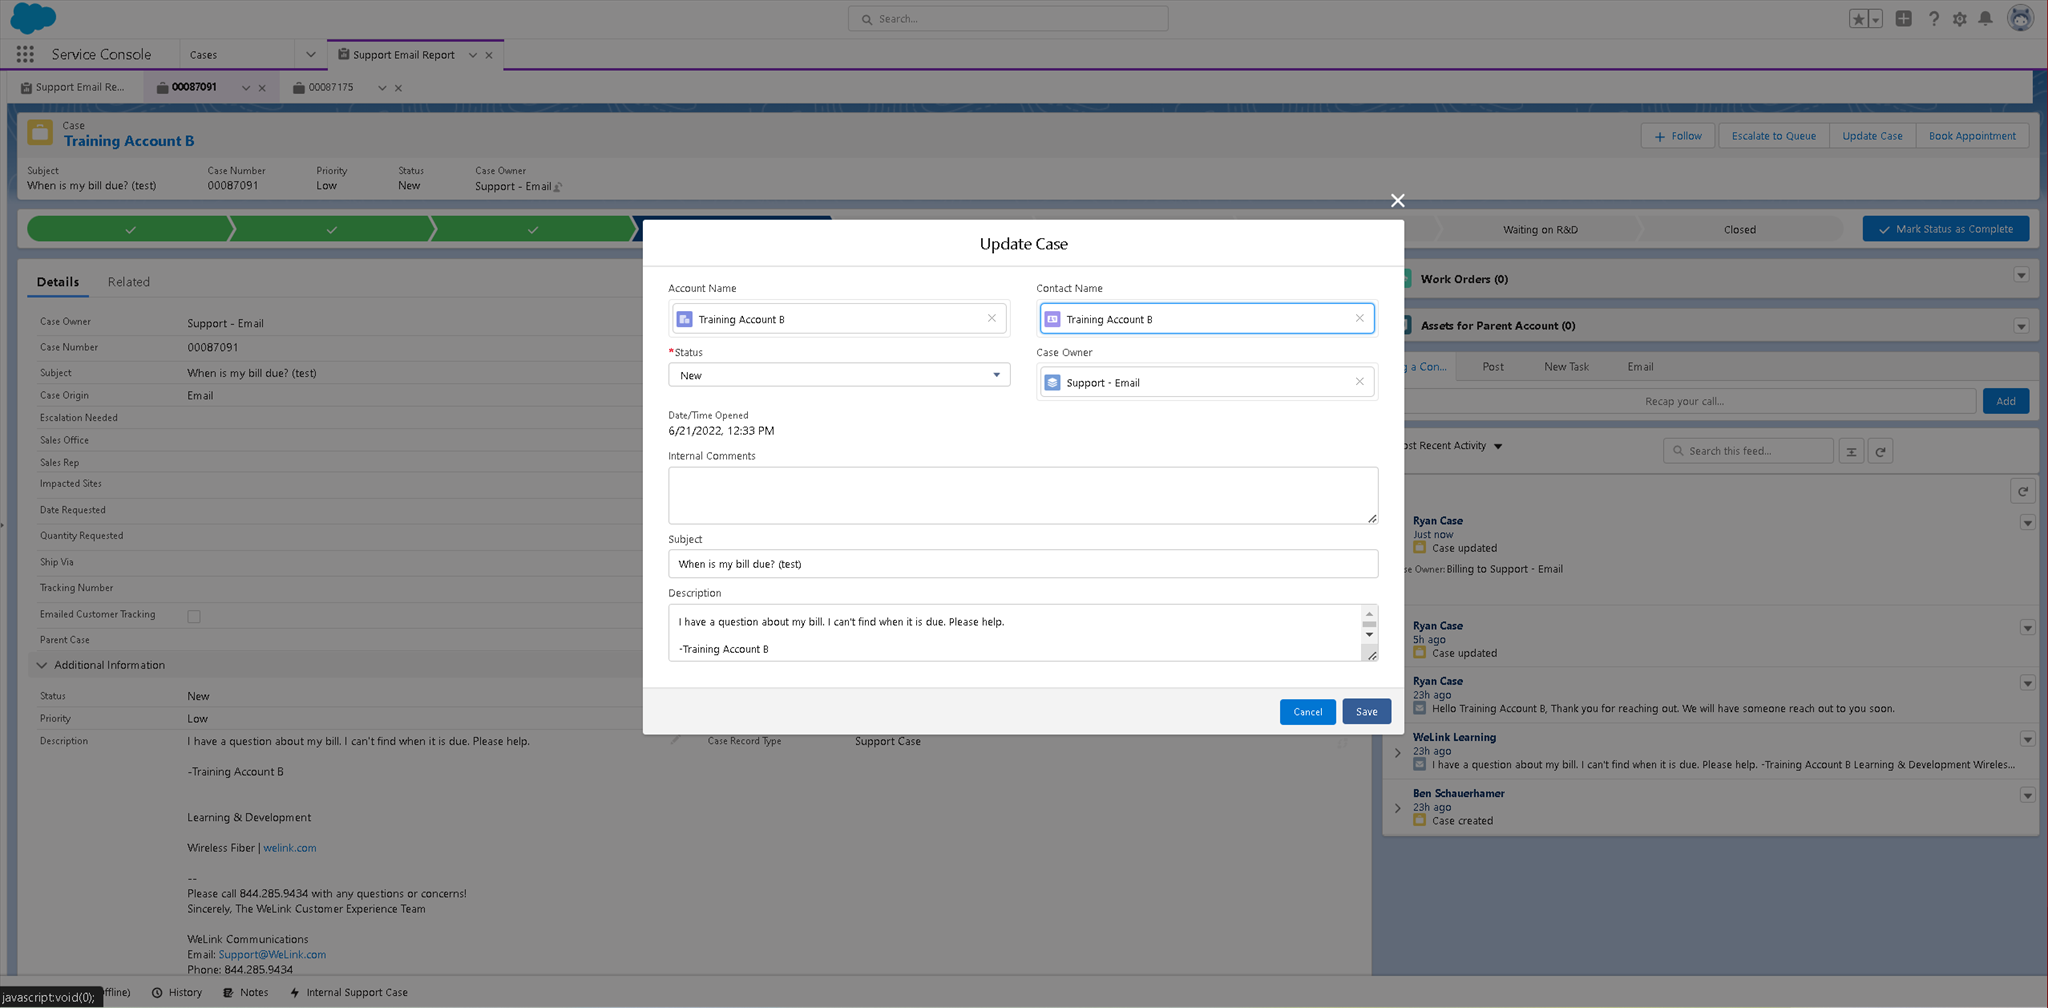 Search...
Service Console
Cases
Support Email Report
Support Email Re...
00087091
00087175
Case
Training Account B
Follow
Escalate to Queue
Update Case
Book Appointment
Subject
When is my bill due? (test)
Case Number
00087091
Priority
Low
Status
New
Case Owner
Support - Email
Waiting on R&D
Closed
Mark Status as Complete
Details
Related
Case Owner
Support - Email
Case Number
00087091
Subject
When is my bill due? (test)
Case Origin
Email
Escalation Needed
Sales Office
Sales Rep
Impacted Sites
Date Requested
Quantity Requested
Ship Via
Tracking Number
Emailed Customer Tracking
Parent Case
Additional Information
Status
New
Priority
Low
Description
I have a question about my bill. I can't find when it is due. Please help.
-Training Account B
Learning & Development
Wireless Fiber | welink.com
--
Please call 844.285.9434 with any questions or concerns!
Sincerely, The WeLink Customer Experience Team
WeLink Communications
Email: Support@WeLink.com
Phone: 844.285.9434
Case Record Type
Support Case
Update Case
Account Name
Training Account B
Contact Name
Training Account B
*Status
New
Case Owner
Support - Email
Date/Time Opened
6/21/2022, 12:33 PM
Internal Comments
Subject
When is my bill due? (test)
Description
I have a question about my bill. I can't find when it is due. Please help.
-Training Account B
Cancel
Save
Work Orders (0)
Assets for Parent Account (0)
g a Con...
Post
New Task
Email
Recap your call...
Add
ost Recent Activity
Search this feed...
Ryan Case
Just now
Case updated
se Owner: Billing to Support - Email
Ryan Case
5h ago
Case updated
Ryan Case
23h ago
Hello Training Account B, Thank you for reaching out. We will have someone reach out to you soon.
WeLink Learning
23h ago
I have a question about my bill. I can't find when it is due. Please help. -Training Account B Learning & Development Wireles...
Ben Schauerhamer
23h ago
Case created
javascript:void(0);
ffline)
History
Notes
Internal Support Case